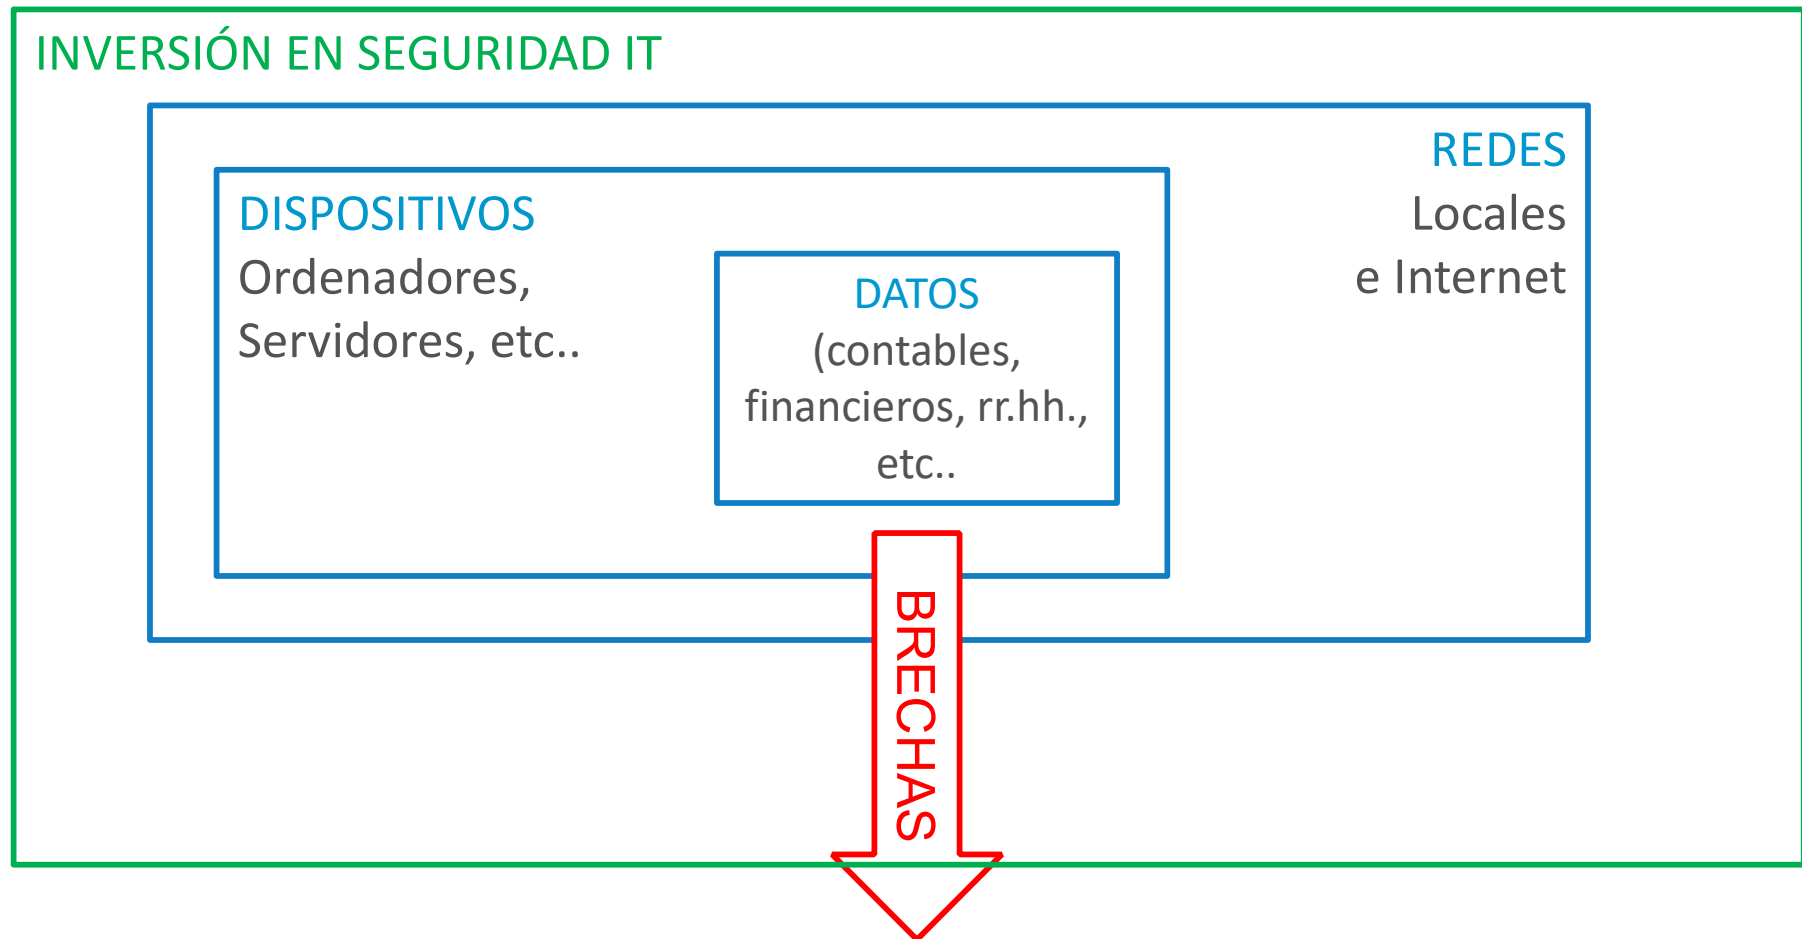 INVERSIÓN EN SEGURIDAD IT
REDES
Locales
e Internet
DISPOSITIVOS
Ordenadores,
Servidores, etc..
DATOS
(contables,
financieros, rr.hh.,
etc..
BRECHAS